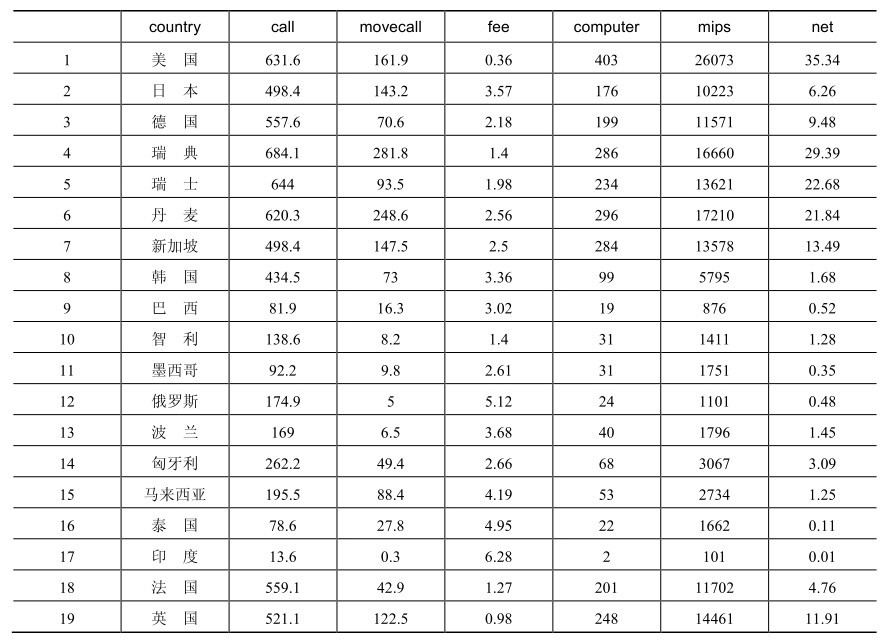 country call movecall fee computer mips net
1 美 国 631.6 161.9 0.36 403 26073 35.34
2 日 本 498.4 143.2 3.57 176 10223 6.26
3 德 国 557.6 70.6 2.18 199 11571 9.48
4 瑞 典 684.1 281.8 1.4 286 16660 29.39
5 瑞 士 644 93.5 1.98 234 13621 22.68
6 丹 麦 620.3 248.6 2.56 296 17210 21.84
7 新加坡 498.4 147.5 2.5 284 13578 13.49
8 韩 国 434.5 73 3.36 99 5795 1.68
9 巴 西 81.9 16.3 3.02 19 876 0.52
10 智 利 138.6 8.2 1.4 31 1411 1.28
11 墨西哥 92.2 9.8 2.61 31 1751 0.35
12 俄罗斯 174.9 5 5.12 24 1101 0.48
13 波 兰 169 6.5 3.68 40 1796 1.45
14 匈牙利 262.2 49.4 2.66 68 3067 3.09
15 马来西亚 195.5 88.4 4.19 53 2734 1.25
16 泰 国 78.6 27.8 4.95 22 1662 0.11
17 印 度 13.6 0.3 6.28 2 101 0.01
18 法 国 559.1 42.9 1.27 201 11702 4.76
19 英 国 521.1 122.5 0.98 248 14461 11.91